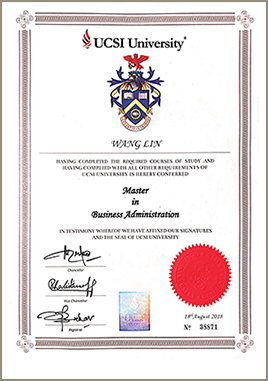 UCSI University
WANG LIN
HAVING COMPLETED THE REQUIRED COURSES OF STUDY AND
HAVING COMPLIED WITH ALL OTHER REQUIREMENTS OF
UCSI UNIVERSITY IS HEREBY CONFERRED
Master
in
Business Administration
IN TESTIMONY WHEREOF WE HAVE AFFIXED OUR SIGNATURES
AND THE SEAL OF UCSI UNIVERSITY
Chancellor
Vice-Chancellor
Registrar
18th August 2018
№ 38871